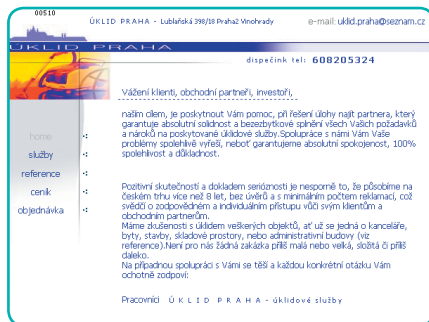 00510
ÚKLID PRAHA - Lublaňská 398/18 Praha2 Vinohrady
e-mail: uklid.praha@seznam.cz
ÚKLID PRAHA
dispečink tel: 608205324
Vážení klienti, obchodní partneři, investoři,
naším cílem, je poskytnout Vám pomoc, při řešení úlohy najít partnera, který
garantuje absolutní solidnost a bezezbytkové splnění všech Vašich požadavků
a nároků na poskytované úklidové služby.Spolupráce s námi Vám Vaše
problémy spolehlivě vyřeší, neboť garantujeme absolutní spokojenost, 100%
spolehlivost a důkladnost.
home
služby
reference
ceník
objednávka
Pozitivní skutečností a dokladem serióznosti je nesporně to, že působíme na
českém trhu více než 8 let, bez úvěrů a s minimálním počtem reklamací, což
svědčí o zodpovědném a individuálním přístupu vůči svým klientům a
obchodním partnerům.
Máme zkušenosti s úklidem veškerých objektů, ať už se jedná o kanceláře,
byty, stavby, skladové prostory, nebo administrativní budovy (viz
reference).Není pro nás žádná zakázka příliš malá nebo velká, složitá či příliš
daleko.
Na případnou spolupráci s Vámi se těší a každou konkrétní otázku Vám
ochotně zodpoví:
Pracovníci ÚKLID PRAHA - úklidové služby